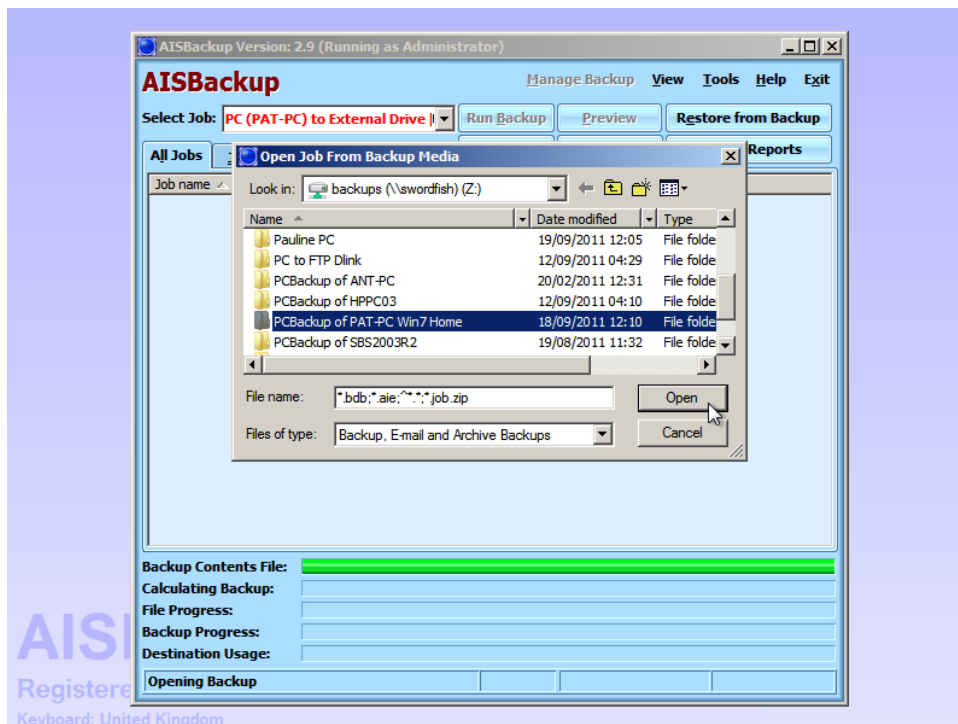 AISBackup Version: 2.9 (Running as Administrator)
AISBackup
Manage Backup View Tools Help Exit
Select Job: PC (PAT-PC) to External Drive Run Backup Preview Restore from Backup
All Jobs Reports
Open Job From Backup Media
Job name
Look in: backups (\\swordfish) (Z:)
Name Date modified Type
Pauline PC 19/09/2011 12:05 File folde
PC to FTP Dlink 12/09/2011 04:29 File folde
PCBackup of ANT-PC 20/02/2011 12:31 File folde
PCBackup of HPPC03 12/09/2011 04:10 File folde
PCBackup of PAT-PC Win7 Home 18/09/2011 12:10 File folde
PCBackup of SBS2003R2 19/08/2011 11:32 File folde
File name: *.bdb;*.aie;^*.*;*.job.zip Open
Files of type: Backup, E-mail and Archive Backups Cancel
Backup Contents File:
Calculating Backup:
File Progress:
Backup Progress:
Destination Usage:
Opening Backup
AISI
Registere
Keyboard: United Kingdom